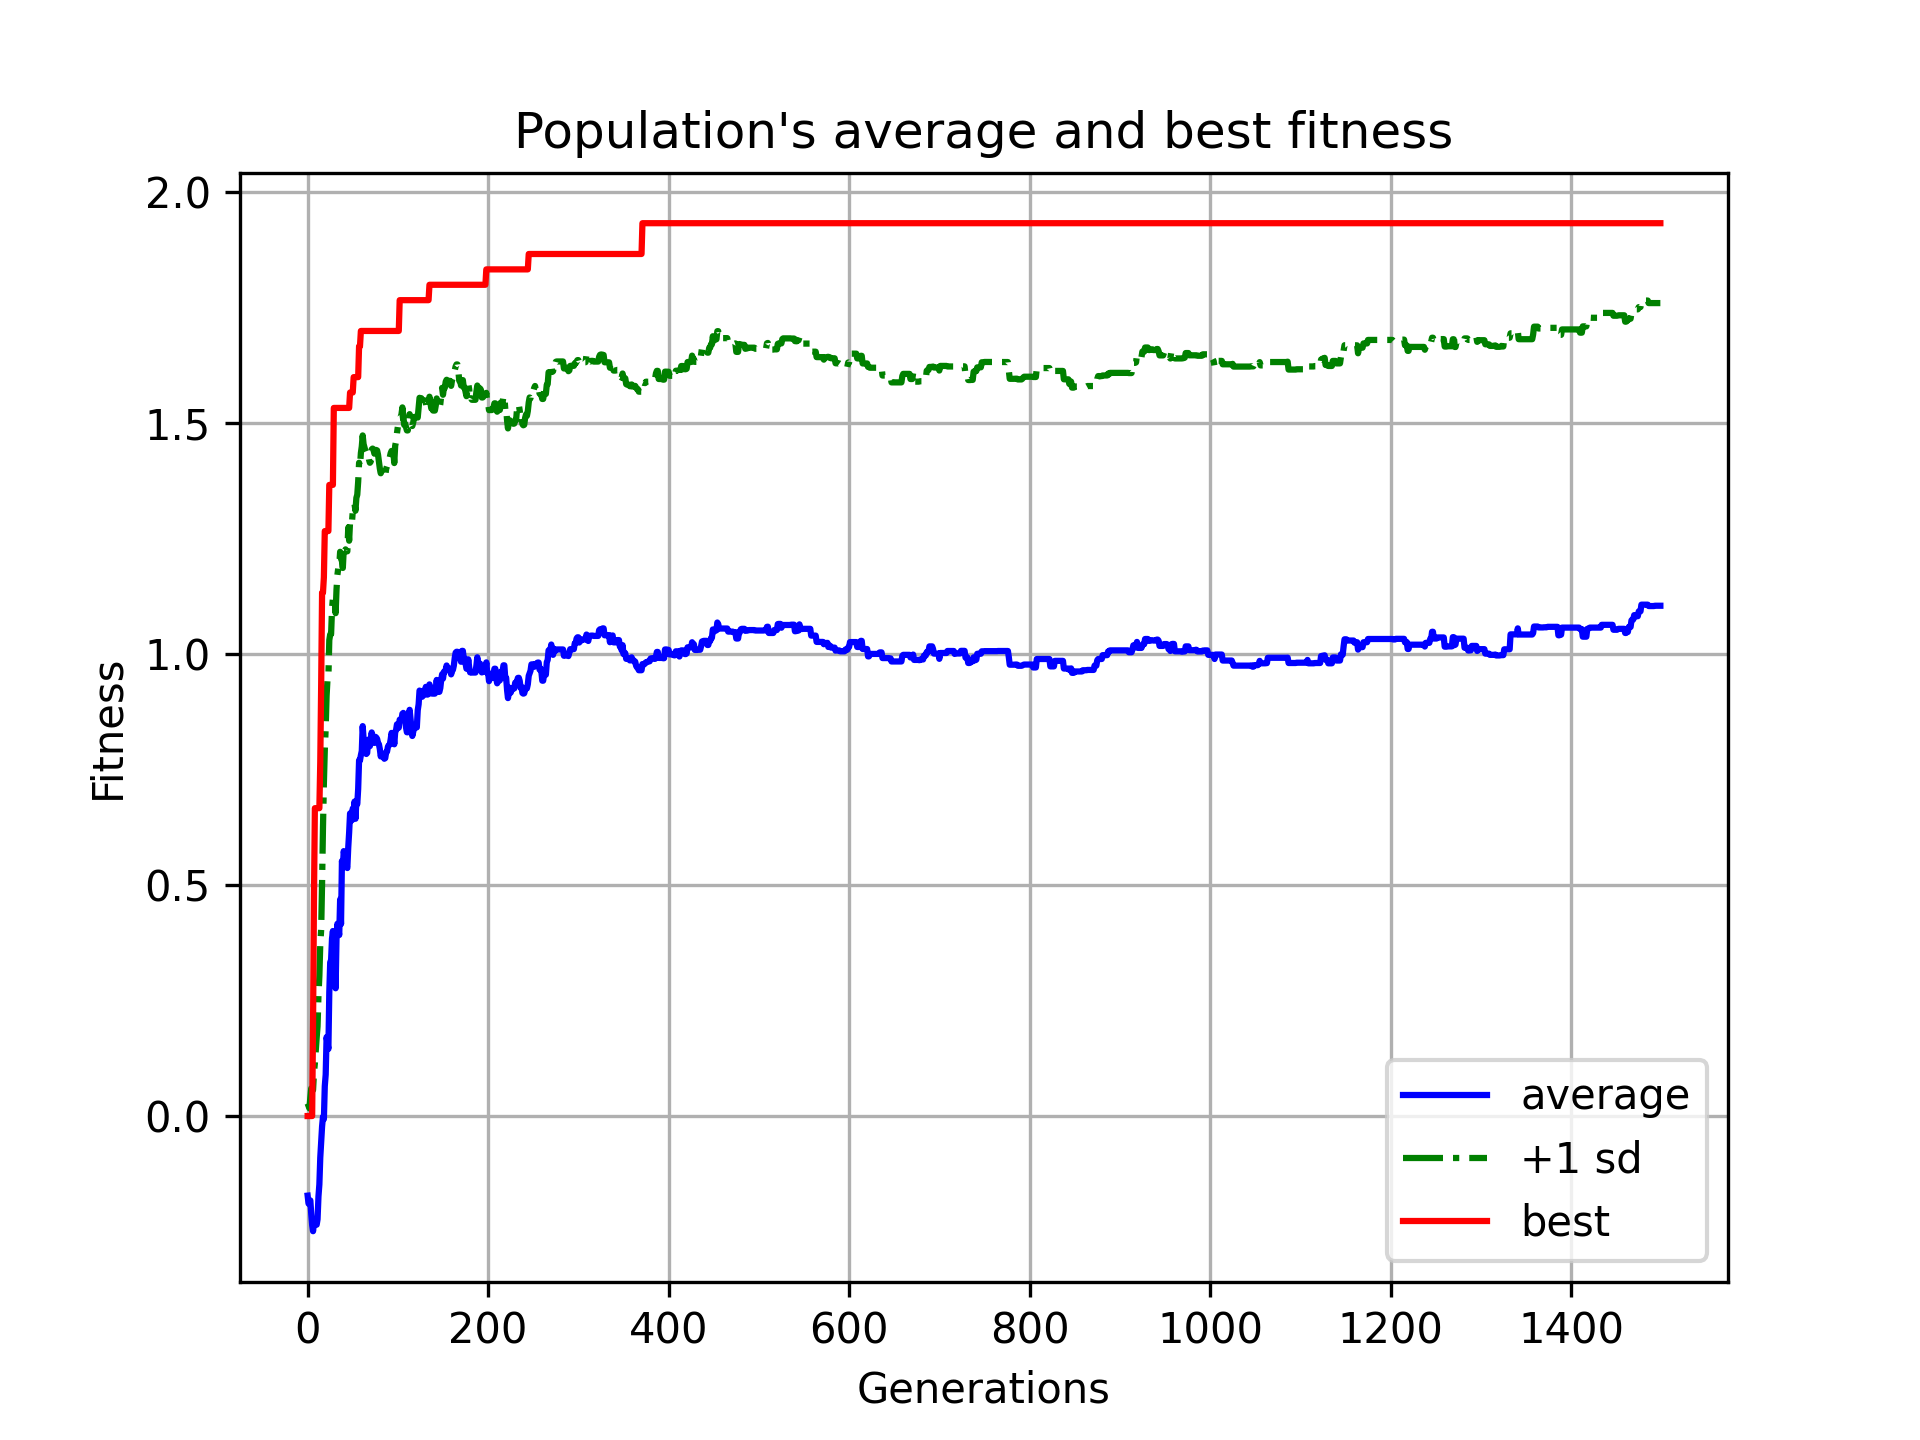 Population's average and best fitness
2.0
1.5
1.0
0.5
0.0
Fitness
average
+1 sd
best
0 200 400 600 800 1000 1200 1400
Generations